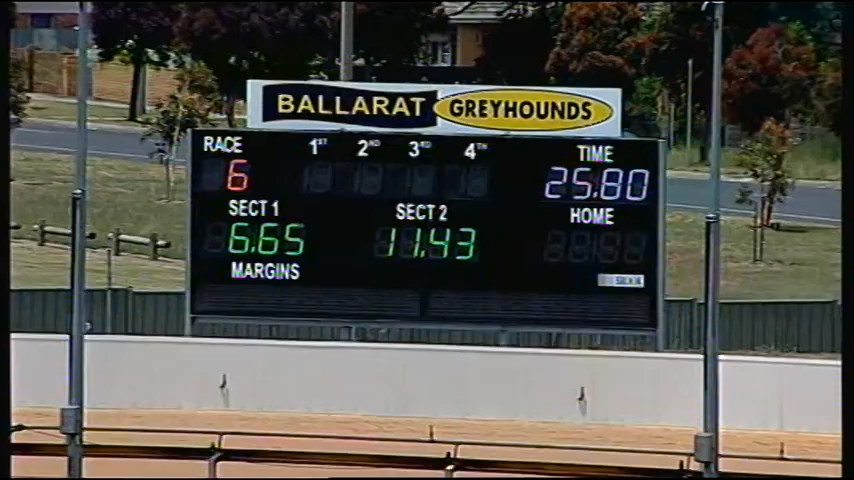 BALLARAT GREYHOUNDS
RACE 1ST 2ND 3RD 4TH TIME
6 25.80
SECT 1 SECT 2 HOME
6.65 11.43
MARGINS